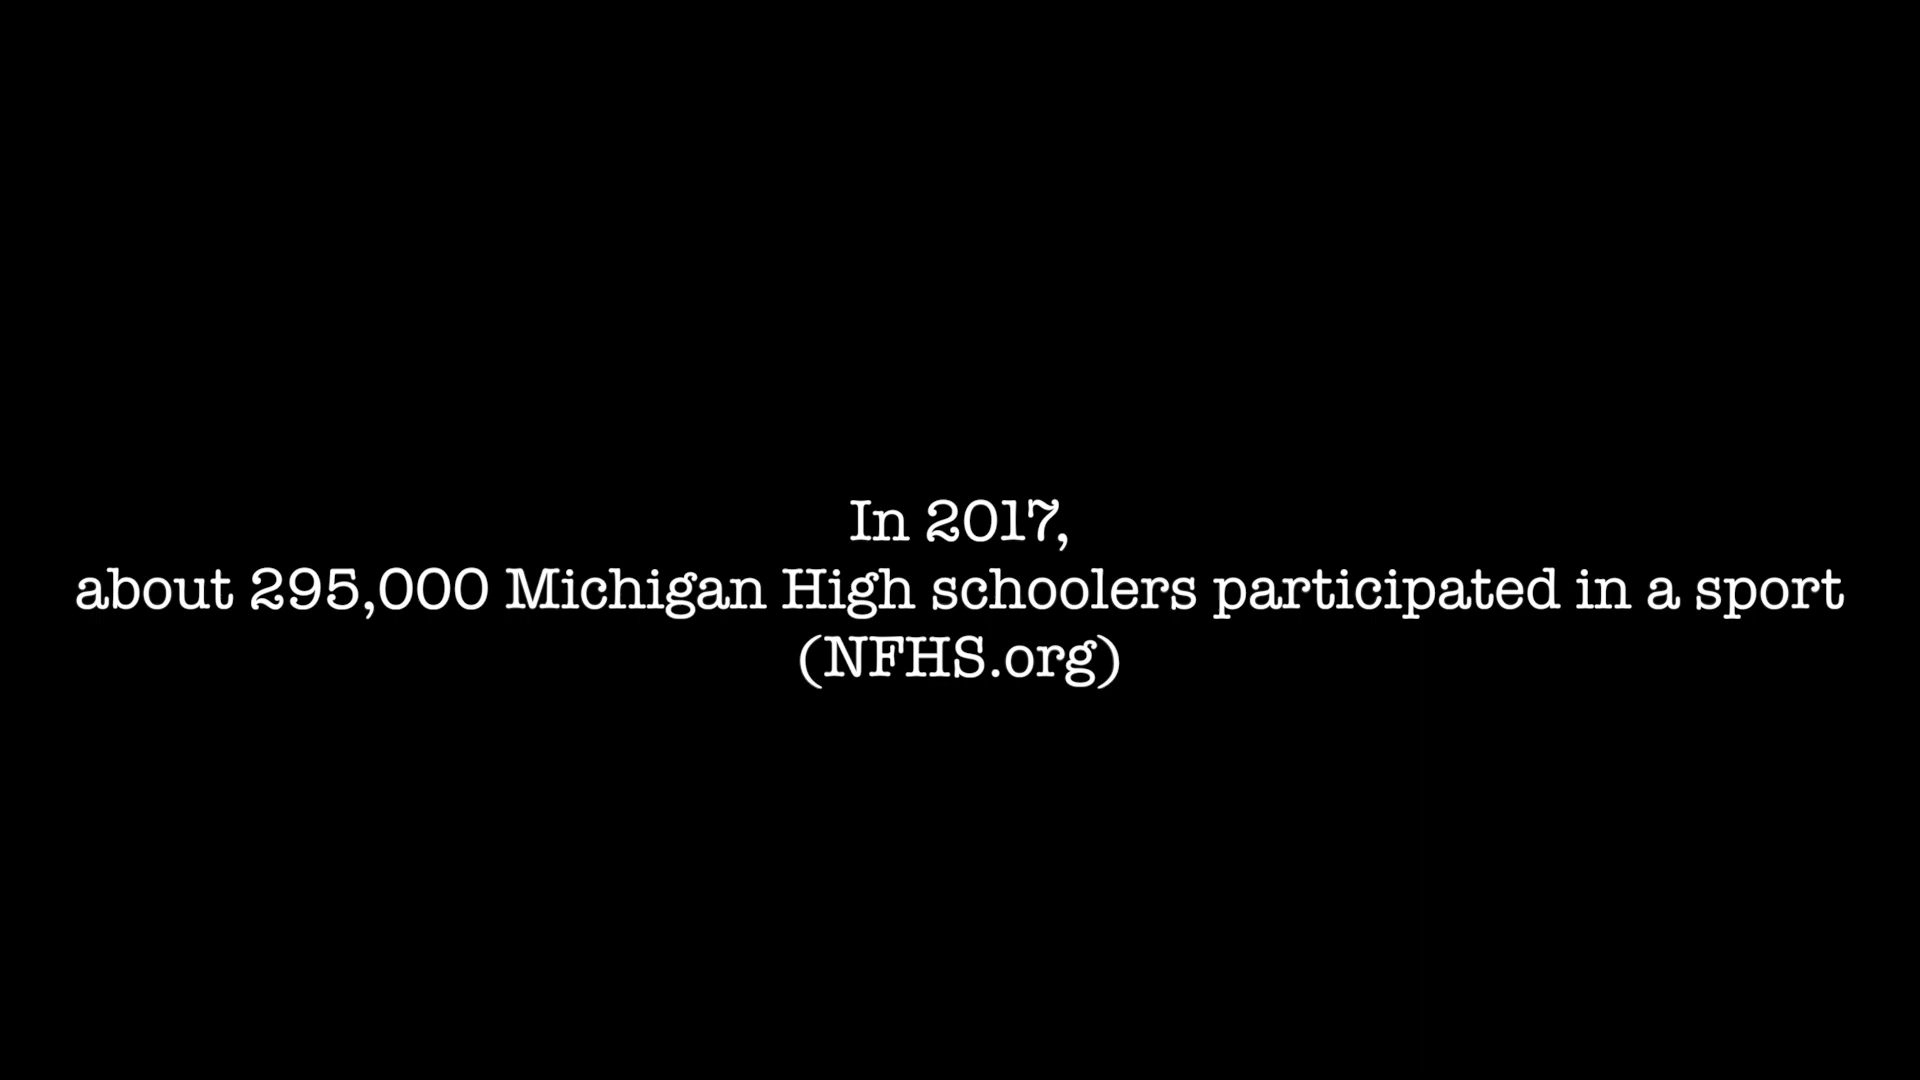 In 2017,
about 295,000 Michigan High schoolers participated in a sport
(NFHS.org)